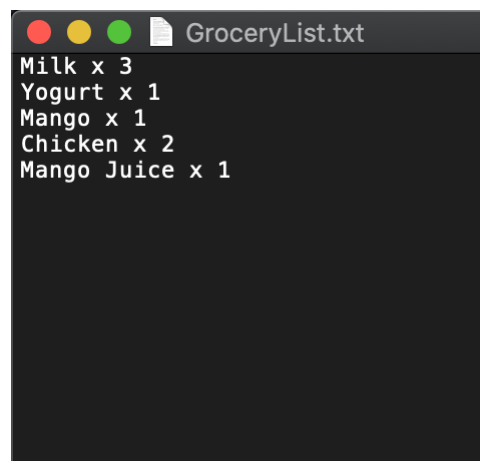 GroceryList.txt
Milk x 3
Yogurt x 1
Mango x 1
Chicken x 2
Mango Juice x 1